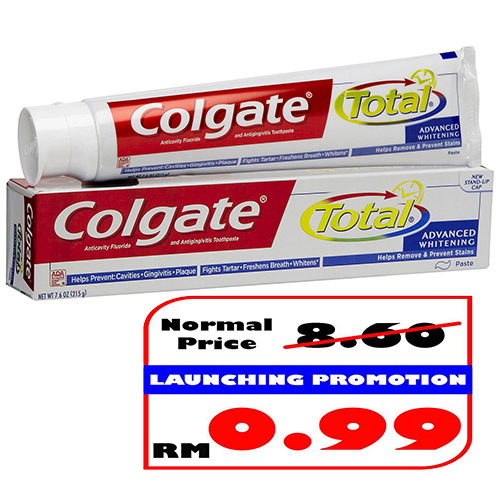 Colgate®
Anticavity Fluoride and Antigingivitis Toothpaste
Total®
ADVANCED
WHITENING
Helps Prevent: Cavities • Gingivitis • Plaque Fights Tartar • Freshens Breath • Whitens*
Helps Remove & Prevent Stains
Paste
NEW
STAND-UP
CAP
Colgate®
Anticavity Fluoride and Antigingivitis Toothpaste
Total®
ADVANCED
WHITENING
ADA
Helps Prevent: Cavities • Gingivitis • Plaque Fights Tartar • Freshens Breath • Whitens*
Helps Remove & Prevent Stains
Paste
NET WT 7.6 OZ (215 g)
Colgate
Total
Normal
Price 8.60
LAUNCHING PROMOTION
RM 0.99